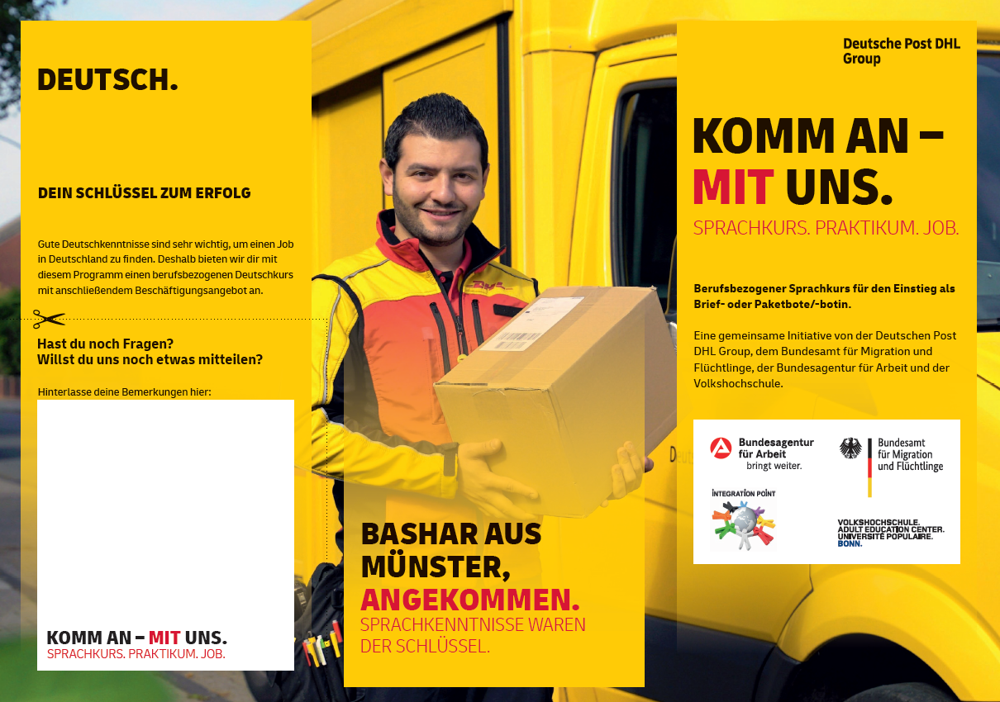 DEUTSCH.
DEIN SCHLÜSSEL ZUM ERFOLG
Gute Deutschkenntnisse sind sehr wichtig, um einen Job
in Deutschland zu finden. Deshalb bieten wir dir mit
diesem Programm einen berufsbezogenen Deutschkurs
mit anschließendem Beschäftigungsangebot an.
Hast du noch Fragen?
Willst du uns noch etwas mitteilen?
Hinterlasse deine Bemerkungen hier:
KOMM AN – MIT UNS.
SPRACHKURS. PRAKTIKUM. JOB.
DHL
BASHAR AUS
MÜNSTER,
ANGEKOMMEN.
SPRACHKENNTNISSE WAREN
DER SCHLÜSSEL.
Deutsche Post DHL
Group
KOMM AN –
MIT UNS.
SPRACHKURS. PRAKTIKUM. JOB.
Berufsbezogener Sprachkurs für den Einstieg als
Brief- oder Paketbote/-botin.
Eine gemeinsame Initiative von der Deutschen Post
DHL Group, dem Bundesamt für Migration und
Flüchtlinge, der Bundesagentur für Arbeit und der
Volkshochschule.
Bundesagentur
für Arbeit
bringt weiter.
Bundesamt
für Migration
und Flüchtlinge
INTEGRATION POINT
VOLKSHOCHSCHULE.
ADULT EDUCATION CENTER.
UNIVERSITÉ POPULAIRE.
BONN.